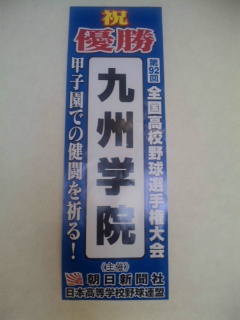 祝
優勝
第92回
全国高校野球選手権大会
九州学院
甲子園での健闘を祈る!
《主催》
朝日新聞社
日本高等学校野球連盟